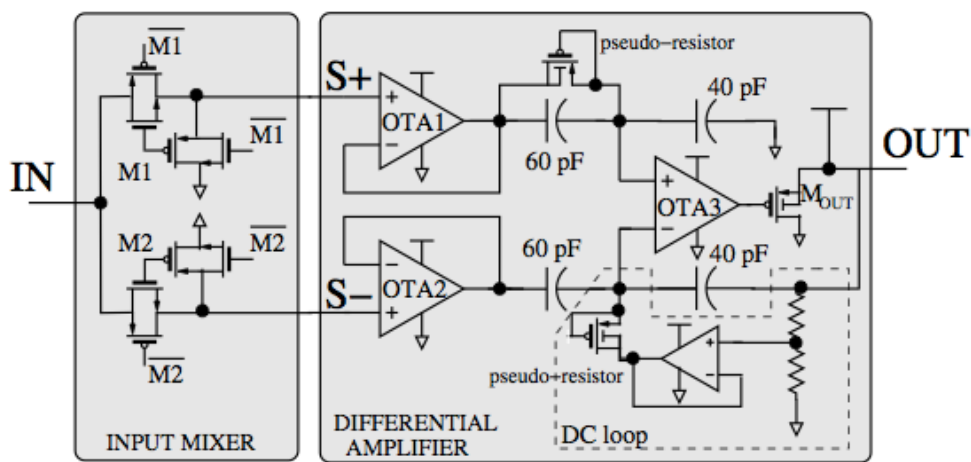 M1
pseudo-resistor
40 pF
S+
+
OTA1
-
M1
M1
60 pF
OUT
IN
+
OTA3
-
MOUT
M2
M2
60 pF
40 pF
-
OTA2
S-
+
M2
+
-
pseudo-resistor
DC loop
INPUT MIXER
DIFFERENTIAL
AMPLIFIER